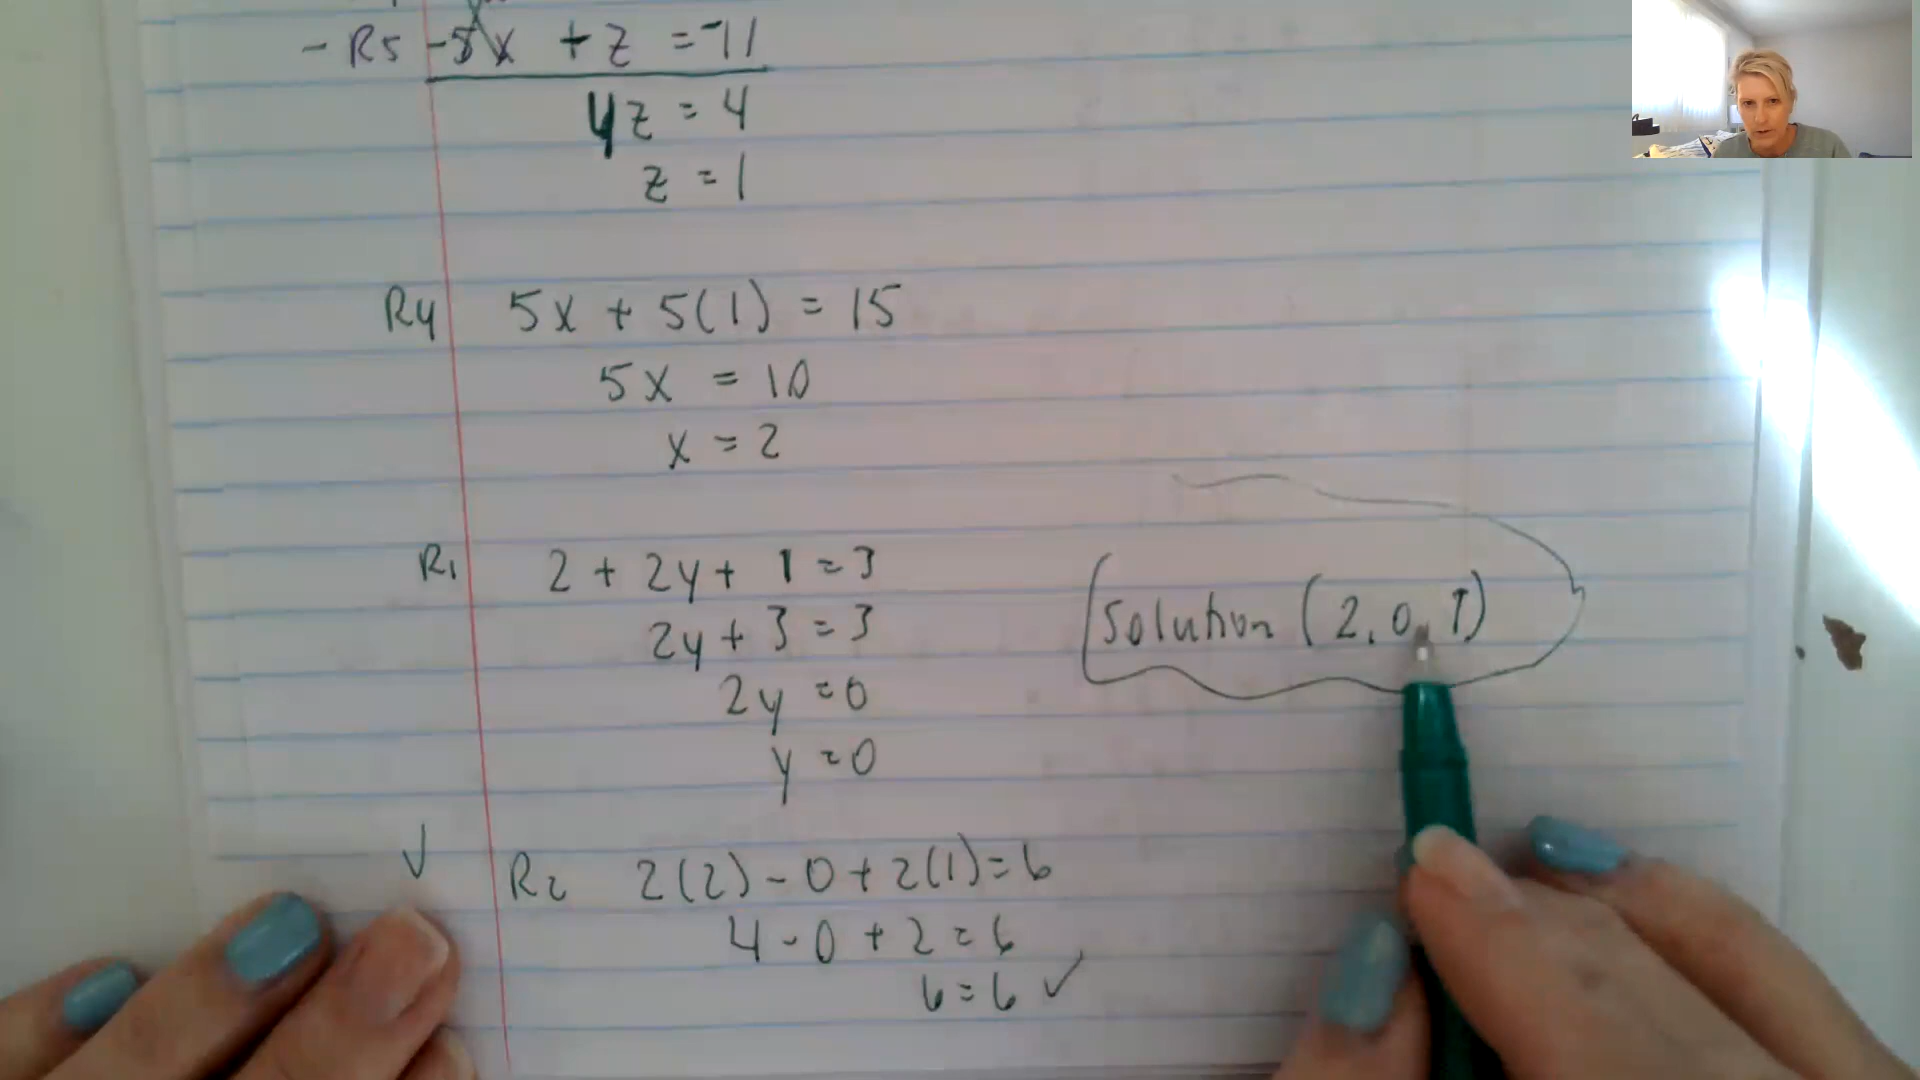 - R5 -5x + z = -11
4z = 4
z = 1
R4 5x + 5(1) = 15
5x = 10
x = 2
R1 2 + 2y + 1 = 3
2y + 3 = 3
2y = 0
y = 0
Solution (2, 0, 1)
✓ R2 2(2) - 0 + 2(1) = 6
4 - 0 + 2 = 6
6 = 6 ✓